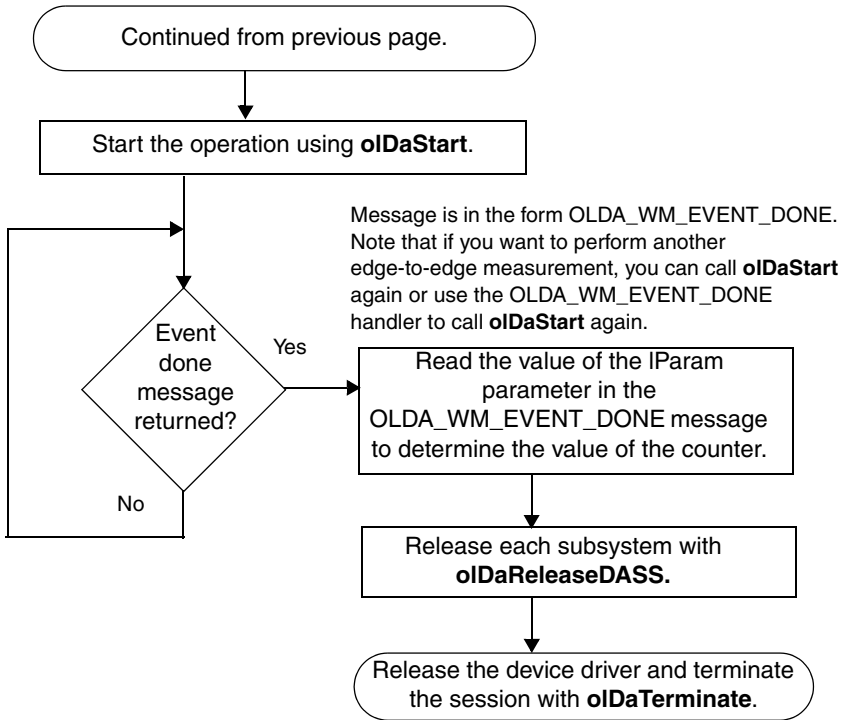 Continued from previous page.
Start the operation using olDaStart.
Message is in the form OLDA_WM_EVENT_DONE.
Note that if you want to perform another
edge-to-edge measurement, you can call olDaStart
again or use the OLDA_WM_EVENT_DONE
handler to call olDaStart again.
Event
done
message
returned?
Yes
No
Read the value of the lParam
parameter in the
OLDA_WM_EVENT_DONE message
to determine the value of the counter.
Release each subsystem with
olDaReleaseDASS.
Release the device driver and terminate
the session with olDaTerminate.